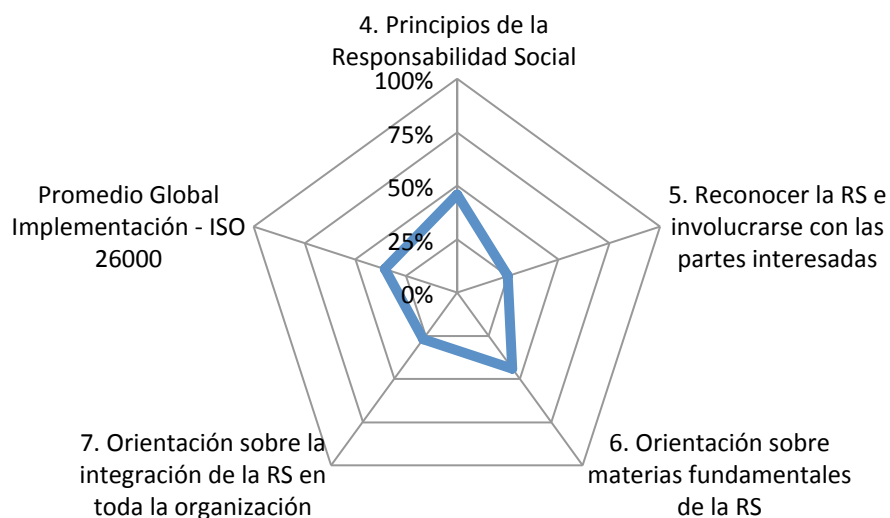 4. Principios de la
Responsabilidad Social
100%
75%
50%
25%
0%
5. Reconocer la RS e
involucrarse con las
partes interesadas
6. Orientación sobre
materias fundamentales
de la RS
7. Orientación sobre la
integración de la RS en
toda la organización
Promedio Global
Implementación - ISO
26000